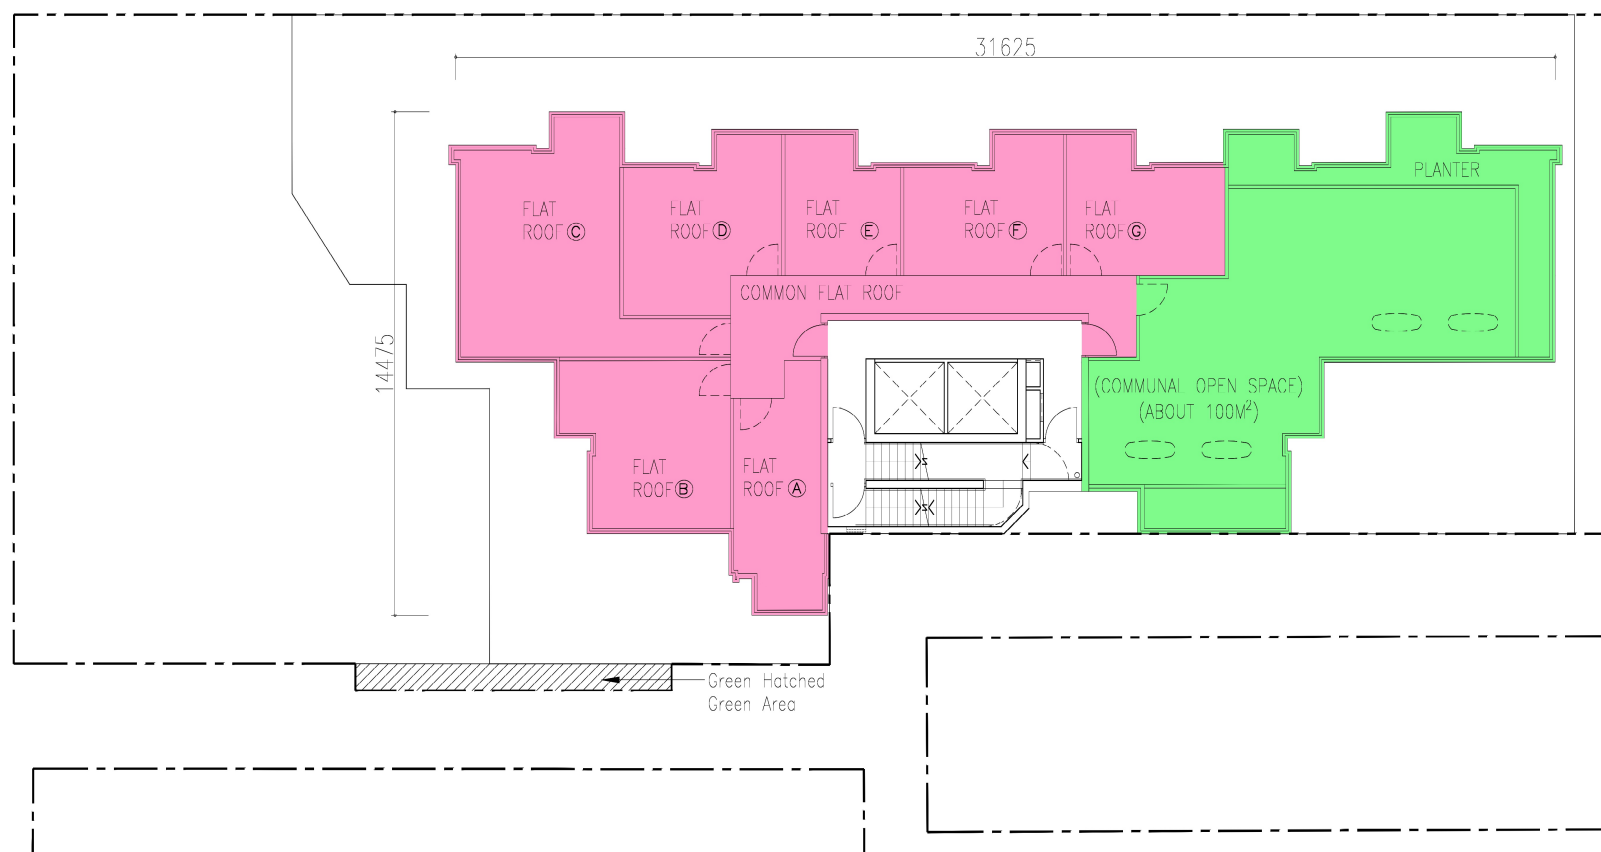 31625
PLANTER
FLAT
ROOF Ⓒ
FLAT
ROOF Ⓓ
FLAT
ROOF Ⓔ
FLAT
ROOF Ⓕ
FLAT
ROOF Ⓖ
COMMON FLAT ROOF
14475
(COMMUNAL OPEN SPACE)
(ABOUT 100M²)
FLAT
ROOF Ⓑ
FLAT
ROOF Ⓐ
Green Hatched
Green Area